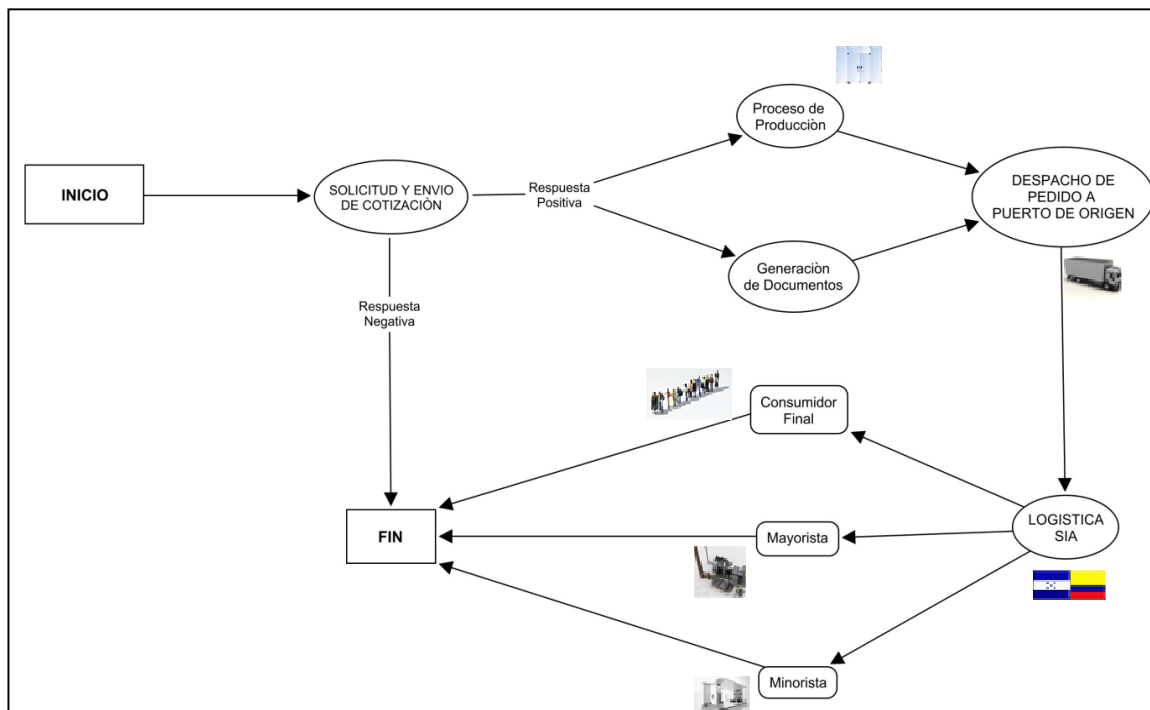 INICIO
SOLICITUD Y ENVIO
DE COTIZACIÒN
Respuesta
Positiva
Respuesta
Negativa
Proceso de
Producciòn
Generaciòn
de Documentos
DESPACHO DE
PEDIDO A
PUERTO DE ORIGEN
LOGISTICA
SIA
Consumidor
Final
Mayorista
Minorista
FIN